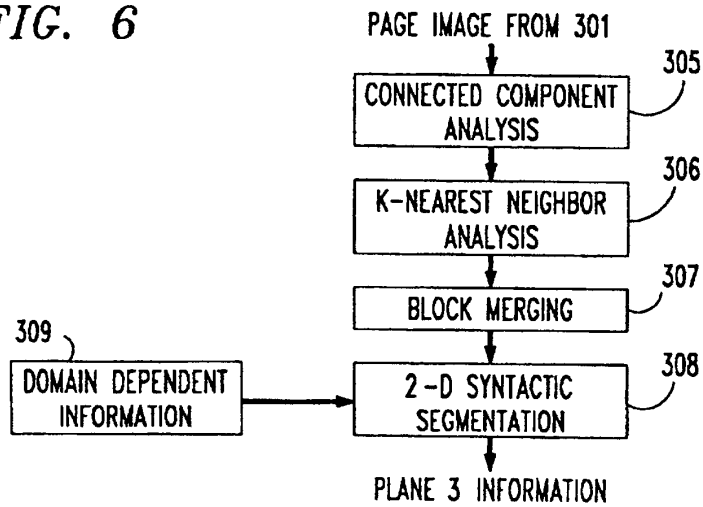 FIG. 6
PAGE IMAGE FROM 301
305
CONNECTED COMPONENT
ANALYSIS
306
K-NEAREST NEIGHBOR
ANALYSIS
307
BLOCK MERGING
309
DOMAIN DEPENDENT
INFORMATION
308
2-D SYNTACTIC
SEGMENTATION
PLANE 3 INFORMATION